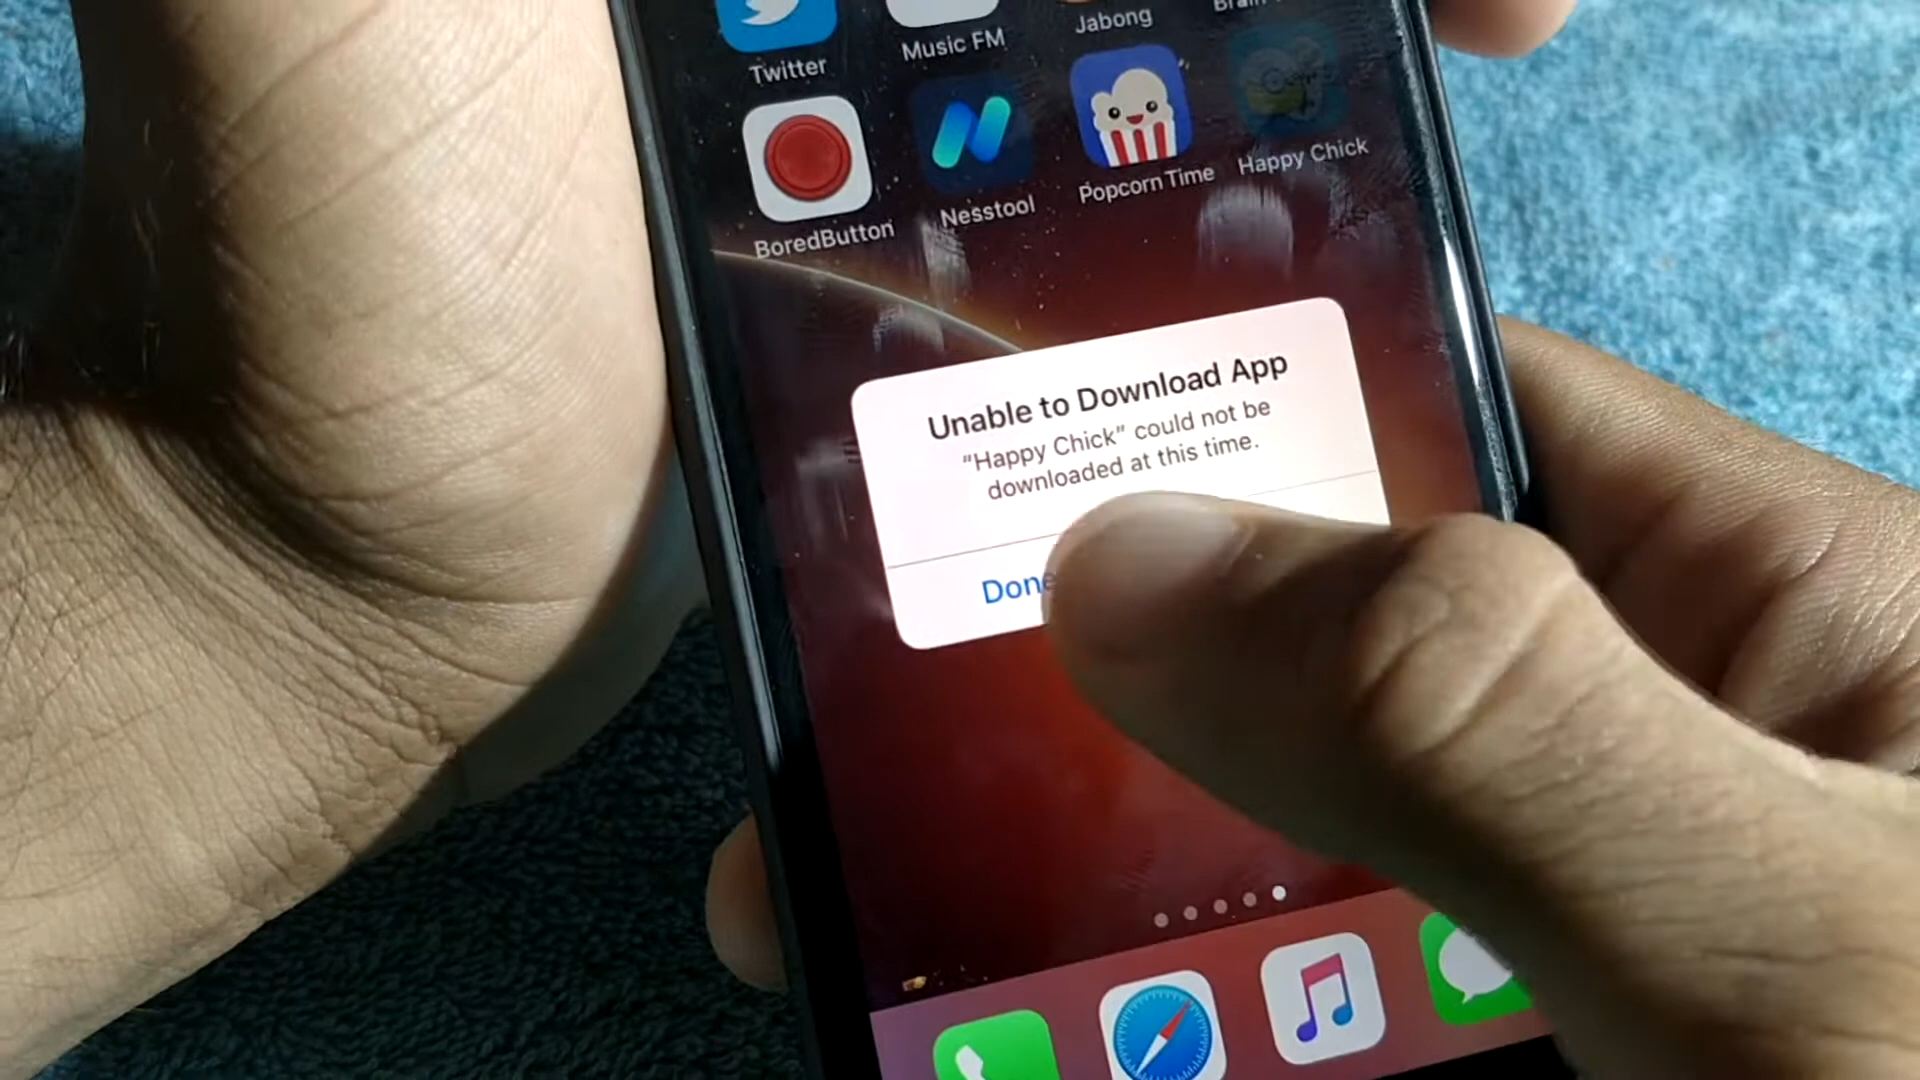 Twitter
Music FM
Jabong
BoredButton
Nesstool
Popcorn Time
Happy Chick
Unable to Download App
"Happy Chick" could not be
downloaded at this time.
Done